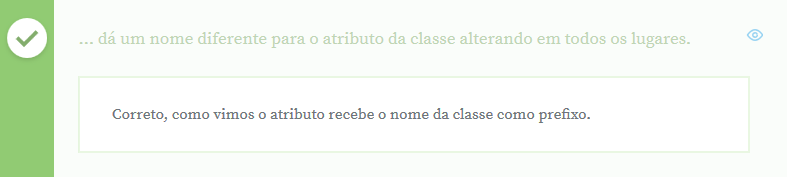 ... dá um nome diferente para o atributo da classe alterando em todos os lugares.
Correto, como vimos o atributo recebe o nome da classe como prefixo.